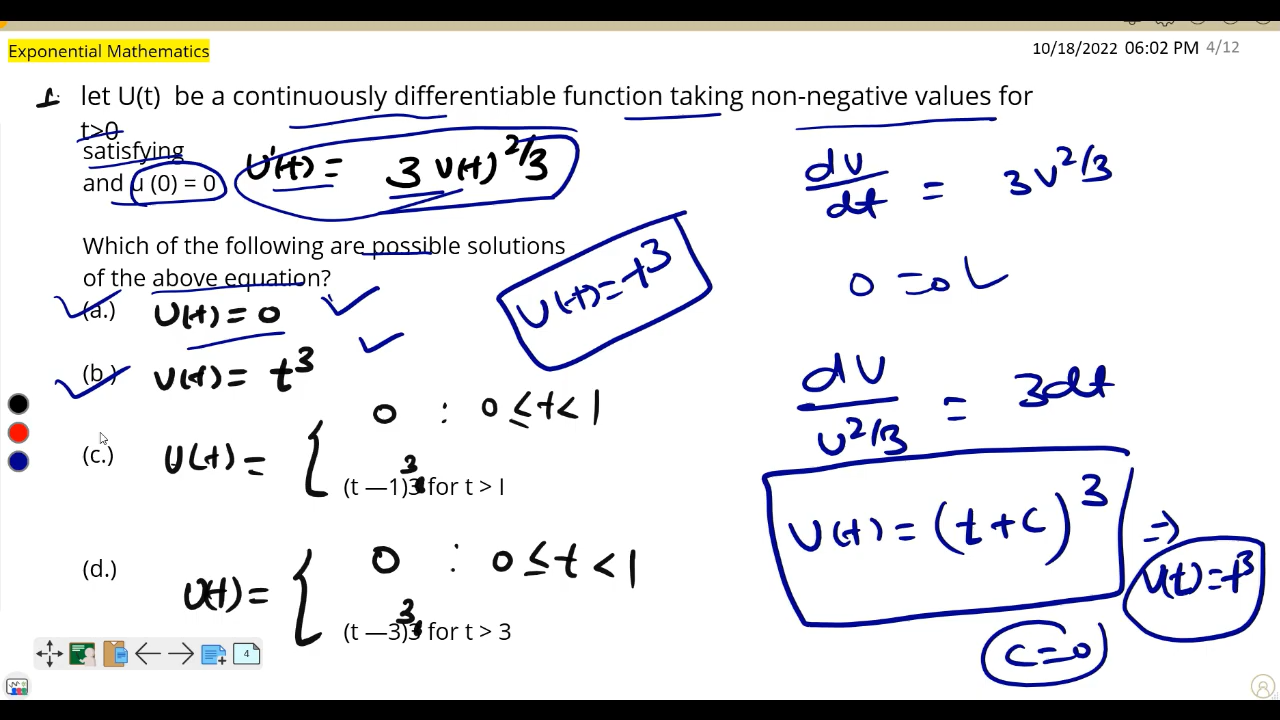 Exponential Mathematics
10/18/2022 06:02 PM 4/12
1. let U(t) be a continuously differentiable function taking non-negative values for
t>0
satisfying U'(t) = 3 U(t)^2/3
and u (0) = 0
Which of the following are possible solutions
of the above equation?
(a.) U(t) = 0
(b.) U(t) = t^3
(c.) U(t) = { 0 : 0 ≤ t < 1
(t —1)^3 for t > I
(d.) U(t) = { 0 : 0 ≤ t < 1
(t —3)^3 for t > 3
U(t) = t^3
dU/dt = 3U^2/3
0 = 0
dU/U^2/3 = 3dt
U(t) = (t + c)^3 ⇒
U(t) = t^3
c = 0
4